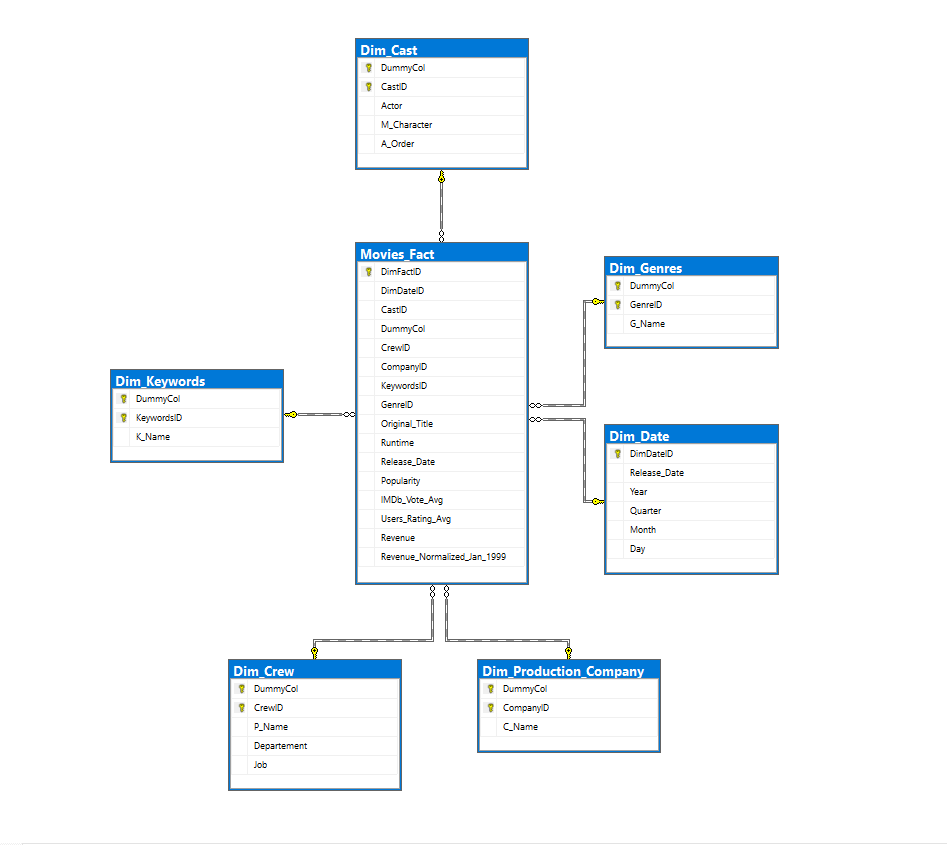 Dim_Cast
DummyCol
CastID
Actor
M_Character
A_Order
Movies_Fact
DimFactID
DimDateID
CastID
DummyCol
CrewID
CompanyID
KeywordsID
GenreID
Original_Title
Runtime
Release_Date
Popularity
IMDb_Vote_Avg
Users_Rating_Avg
Revenue
Revenue_Normalized_Jan_1999
Dim_Genres
DummyCol
GenreID
G_Name
Dim_Keywords
DummyCol
KeywordsID
K_Name
Dim_Date
DimDateID
Release_Date
Year
Quarter
Month
Day
Dim_Crew
DummyCol
CrewID
P_Name
Departement
Job
Dim_Production_Company
DummyCol
CompanyID
C_Name